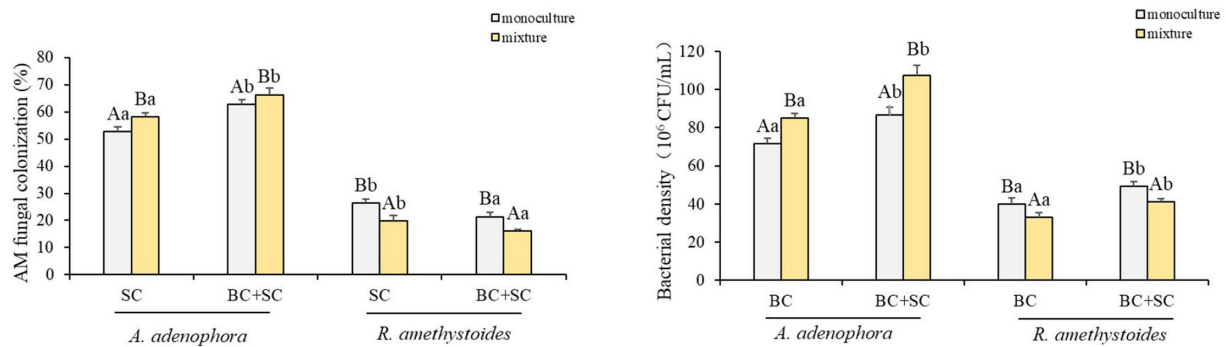 monoculture
mixture
AM fungal colonization (%)
80
70
60
50
40
30
20
10
0
Aa
Ba
Ab
Bb
Bb
Ab
Ba
Aa
SC
BC+SC
SC
BC+SC
A. adenophora
R. amethystoides
monoculture
mixture
Bacterial density（10⁶ CFU/mL）
120
100
80
60
40
20
0
Aa
Ba
Ab
Bb
Ba
Aa
Bb
Ab
BC
BC+SC
BC
BC+SC
A. adenophora
R. amethystoides